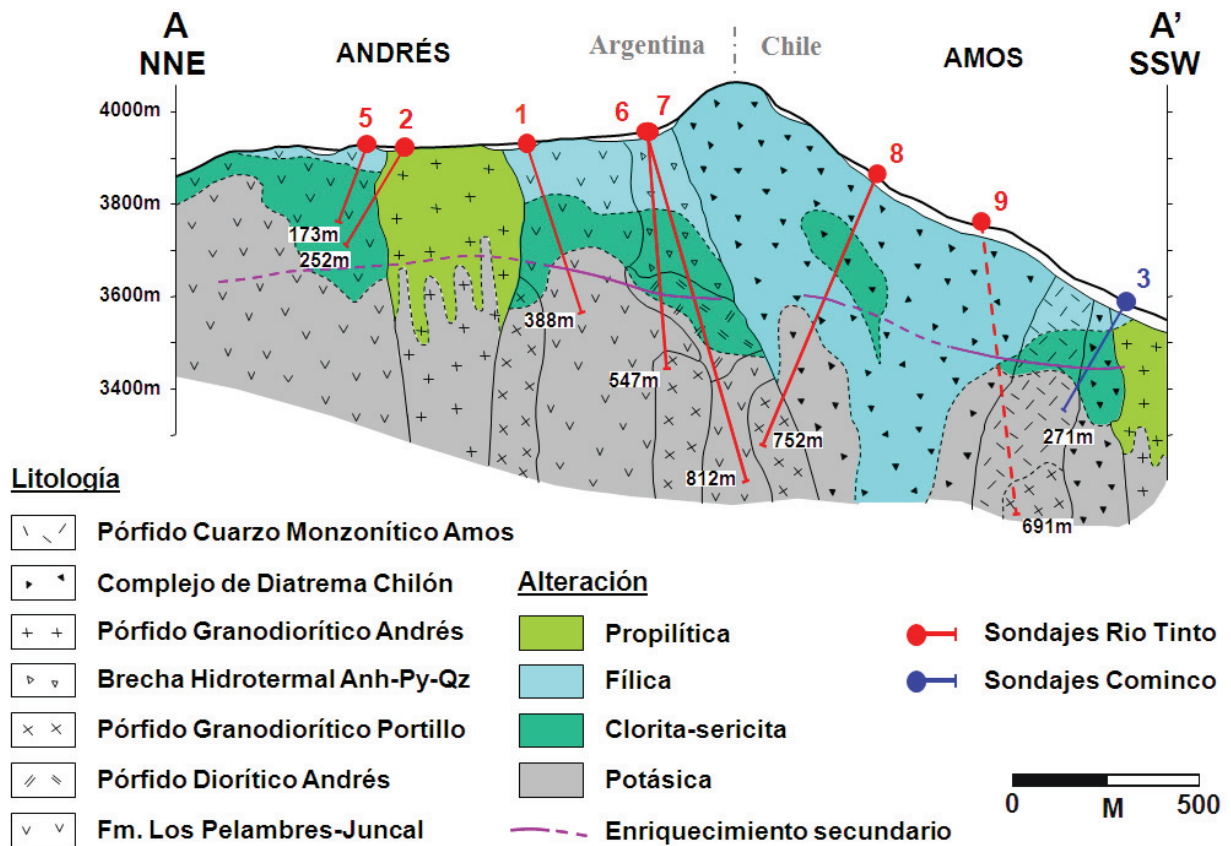 A
NNE
ANDRÉS
Argentina
Chile
AMOS
A'
SSW
4000m
3800m
3600m
3400m
5
2
1
6
7
8
9
3
173m
252m
388m
547m
812m
752m
691m
271m
Litología
Pórfido Cuarzo Monzonítico Amos
Complejo de Diatrema Chilón
Pórfido Granodiorítico Andrés
Brecha Hidrotermal Anh-Py-Qz
Pórfido Granodiorítico Portillo
Pórfido Diorítico Andrés
Fm. Los Pelambres-Juncal
Alteración
Propilítica
Fílica
Clorita-sericita
Potásica
Enriquecimiento secundario
Sondajes Rio Tinto
Sondajes Cominco
0
M
500